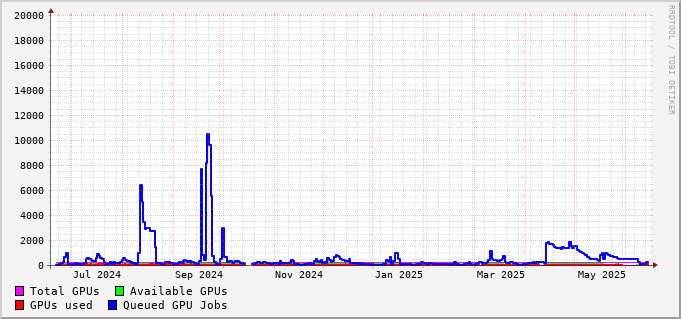 20000
18000
16000
14000
12000
10000
8000
6000
4000
2000
0
Jul 2024 Sep 2024 Nov 2024 Jan 2025 Mar 2025 May 2025
Total GPUs Available GPUs
GPUs used Queued GPU Jobs
RRDTOOL / TOBI OETIKER